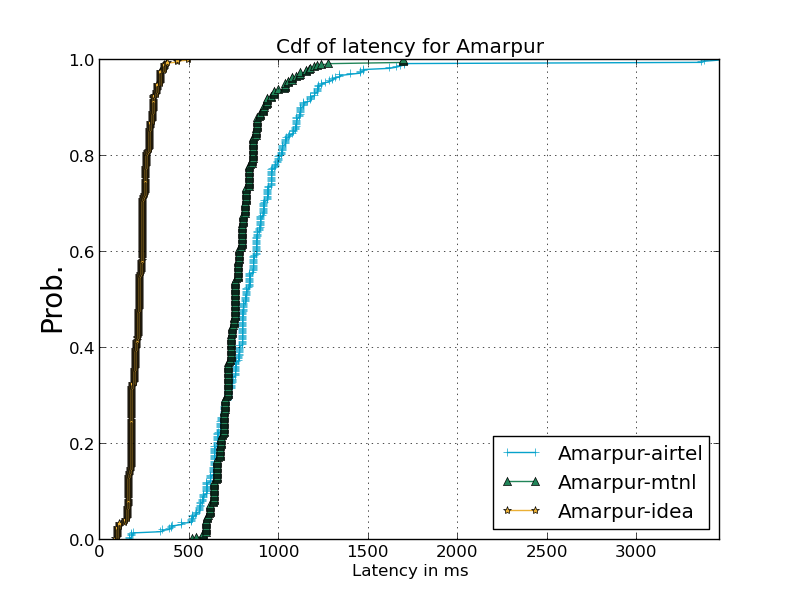 Cdf of latency for Amarpur
Prob.
1.0
0.8
0.6
0.4
0.2
0.0
0 500 1000 1500 2000 2500 3000
Latency in ms
Amarpur-airtel
Amarpur-mtnl
Amarpur-idea